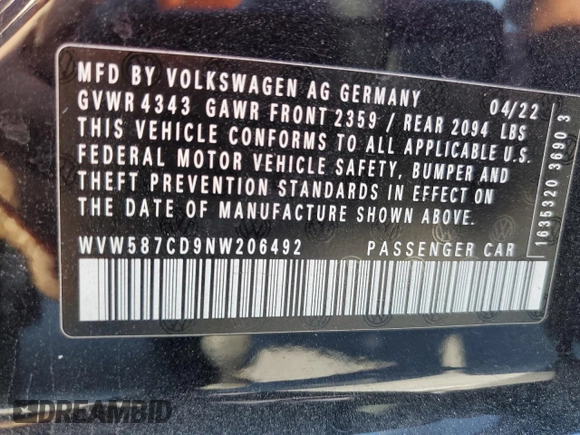 MFD BY VOLKSWAGEN AG GERMANY 04/22
GVWR 4343 GAWR FRONT 2359 / REAR 2094 LBS
THIS VEHICLE CONFORMS TO ALL APPLICABLE U.S.
FEDERAL MOTOR VEHICLE SAFETY, BUMPER AND
THEFT PREVENTION STANDARDS IN EFFECT ON
THE DATE OF MANUFACTURE SHOWN ABOVE.
WVW587CD9NW206492 PASSENGER CAR
1635320 3690 3
DREAMBID